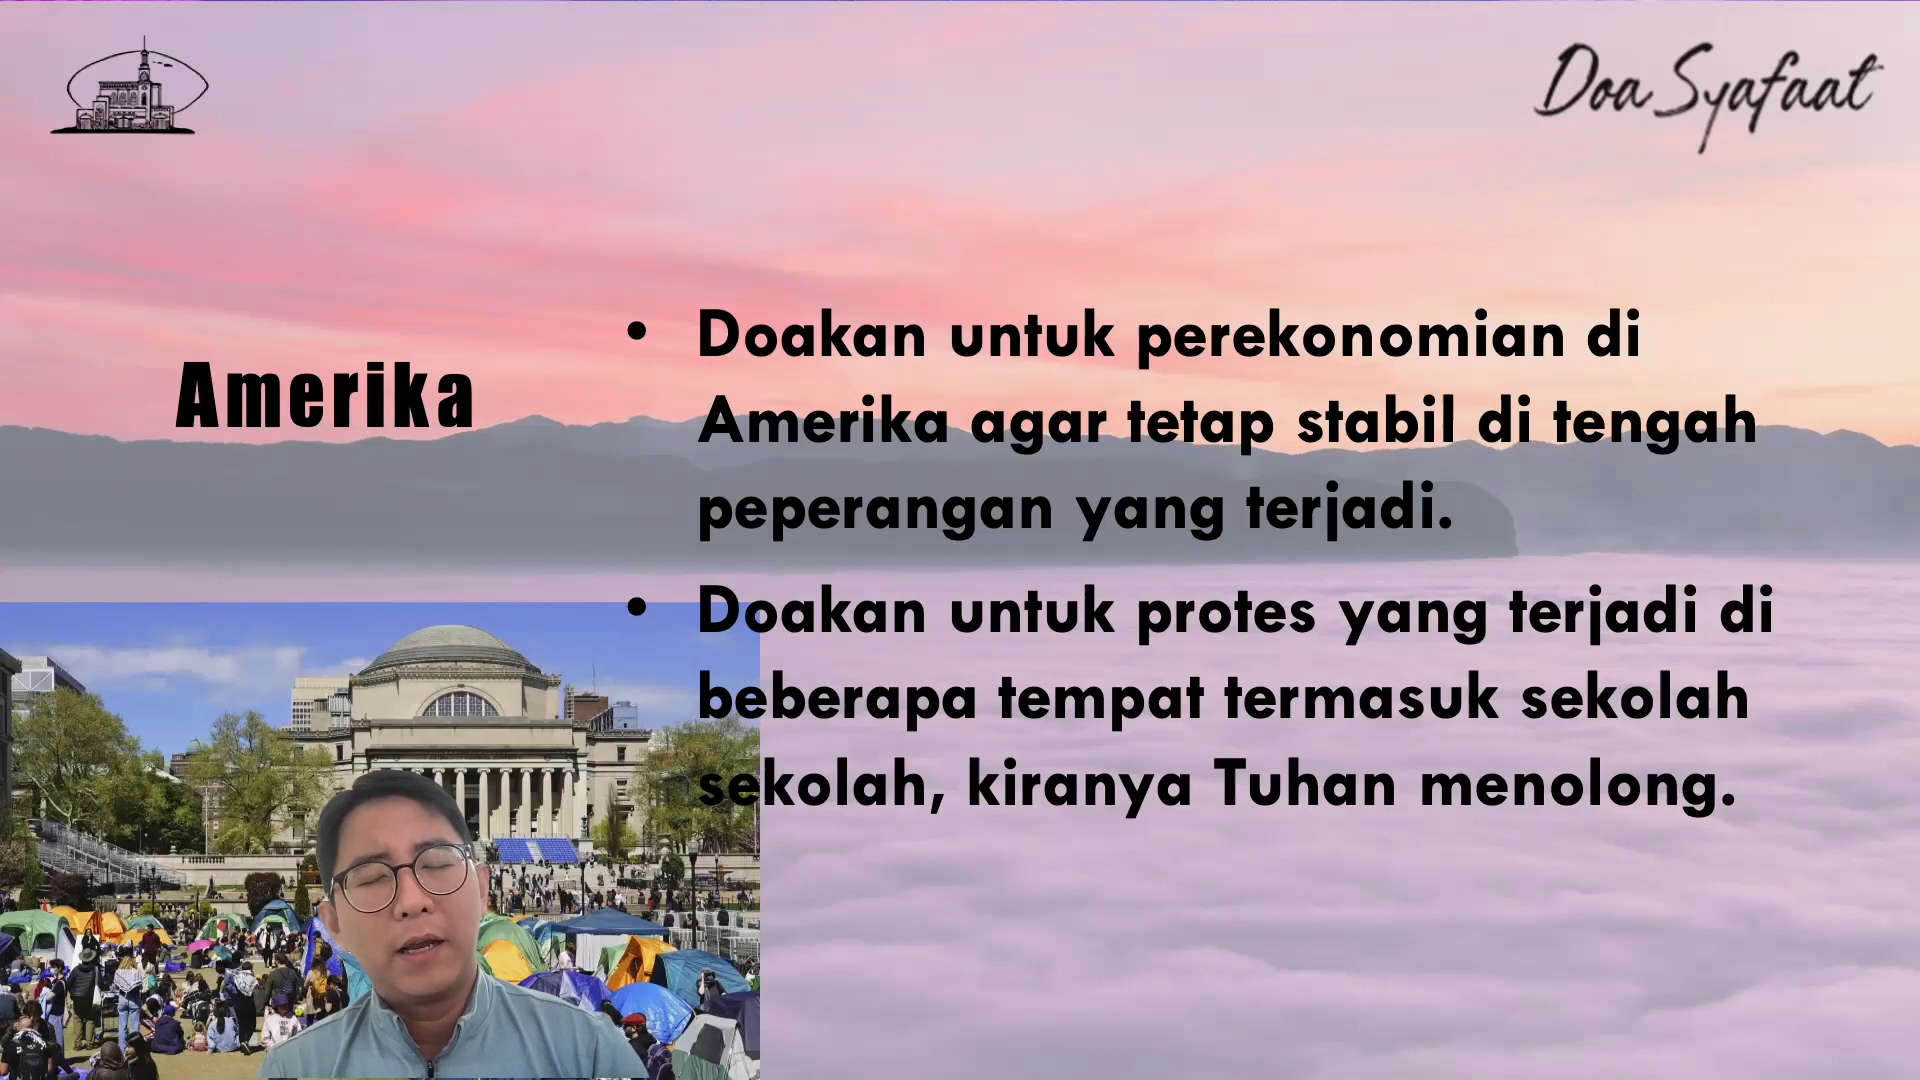 Doa Syafaat
Amerika
• Doakan untuk perekonomian di
Amerika agar tetap stabil di tengah
peperangan yang terjadi.
• Doakan untuk protes yang terjadi di
beberapa tempat termasuk sekolah
sekolah, kiranya Tuhan menolong.